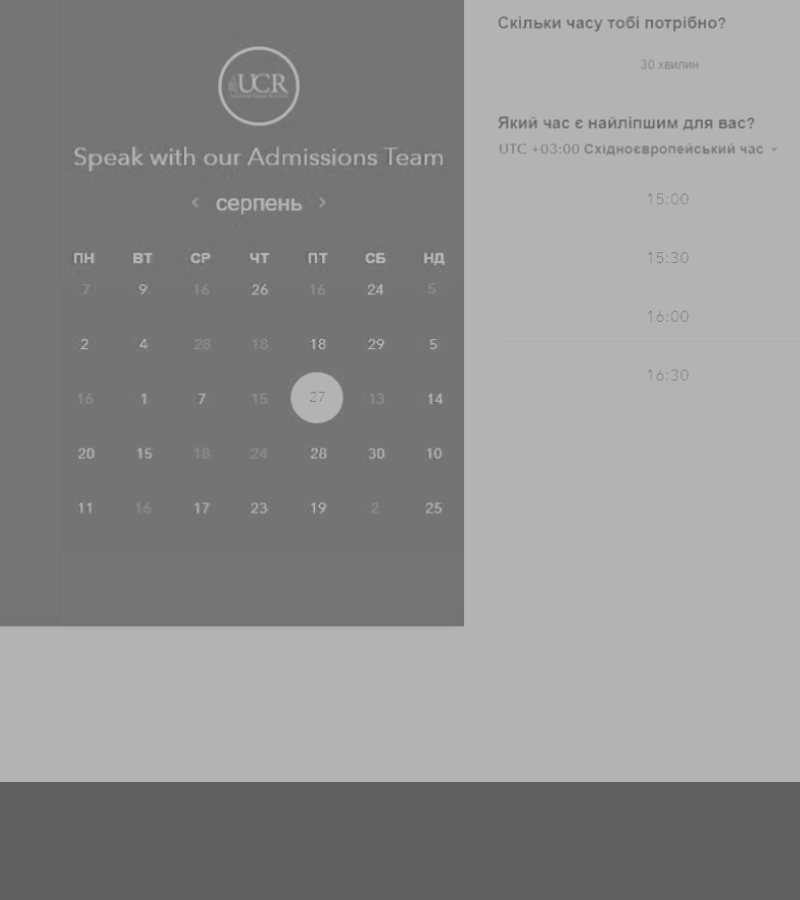 UCR
Speak with our Admissions Team
серпень
ПН ВТ СР ЧТ ПТ СБ НД
7 9 16 26 16 24 5
2 4 28 18 18 29 5
16 1 7 15 27 13 14
20 15 18 24 28 30 10
11 16 17 23 19 2 25
Скільки часу тобі потрібно?
30 хвилин
Який час є найліпшим для вас?
UTC +03:00 Східноєвропейський час
15:00
15:30
16:00
16:30